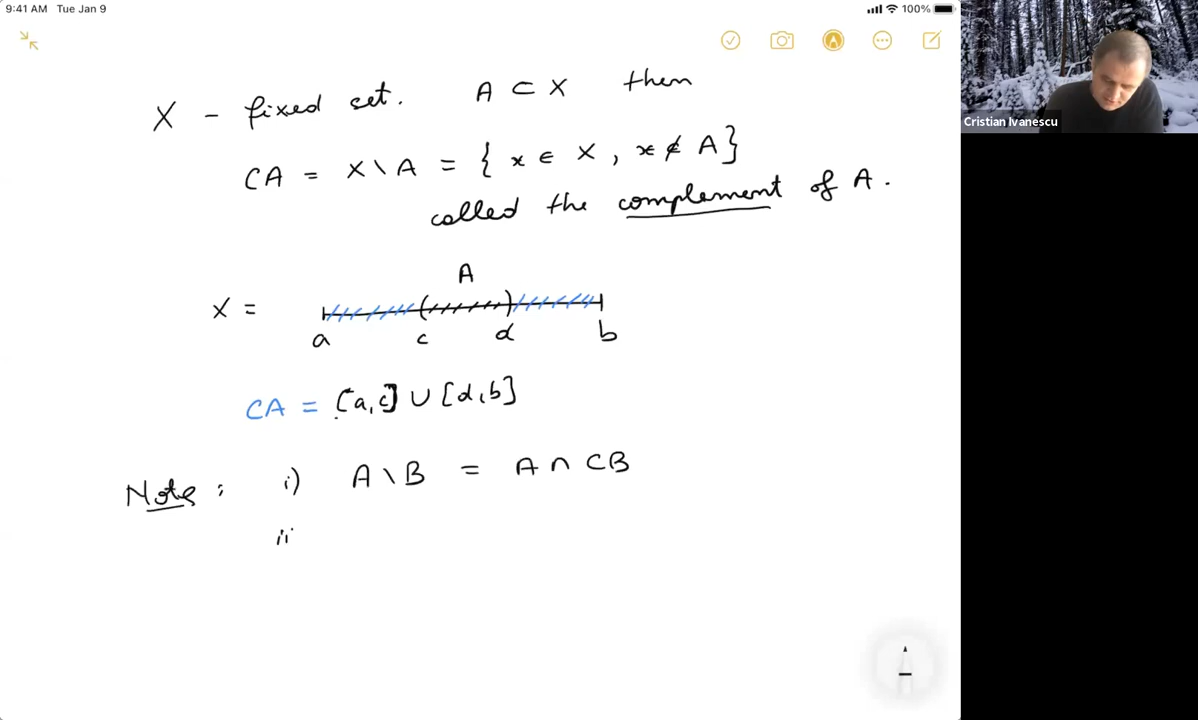 9:41 AM Tue Jan 9
100%
X - fixed set. A ⊂ X then
CA = X \ A = { x ∈ X , x ∉ A }
called the complement of A.
Cristian Ivanescu
A
X =
a c d b
CA = [a,c] ∪ [d,b]
Note: i) A \ B = A ∩ CB
ii